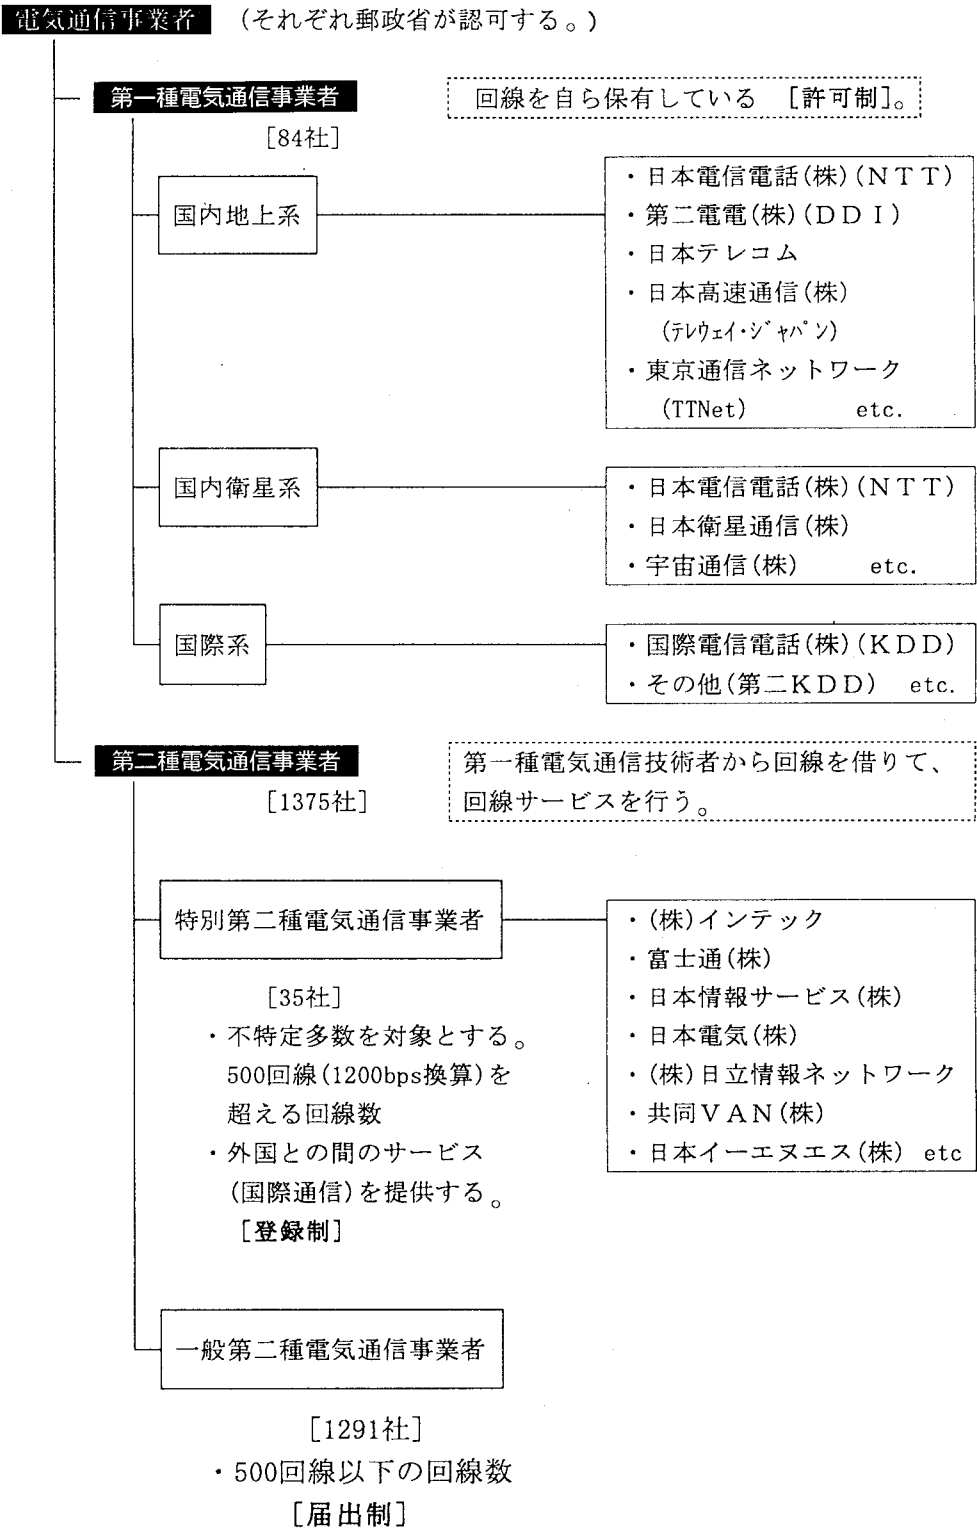 電気通信事業者 (それぞれ郵政省が認可する。)
第一種電気通信事業者 回線を自ら保有している [許可制]。
[84社]
国内地上系
・日本電信電話(株)(NTT)
・第二電電(株)(DDI)
・日本テレコム
・日本高速通信(株)
(テレウェイ・ジャパン)
・東京通信ネットワーク
(TTNet) etc.
国内衛星系
・日本電信電話(株)(NTT)
・日本衛星通信(株)
・宇宙通信(株) etc.
国際系
・国際電信電話(株)(KDD)
・その他(第二KDD) etc.
第二種電気通信事業者
[1375社]
第一種電気通信技術者から回線を借りて、
回線サービスを行う。
特別第二種電気通信事業者
・(株)インテック
・富士通(株)
・日本情報サービス(株)
・日本電気(株)
・(株)日立情報ネットワーク
・共同VAN(株)
・日本イーエヌエス(株) etc
[35社]
・不特定多数を対象とする。
500回線(1200bps換算)を
超える回線数
・外国との間のサービス
(国際通信)を提供する。
[登録制]
一般第二種電気通信事業者
[1291社]
・500回線以下の回線数
[届出制]